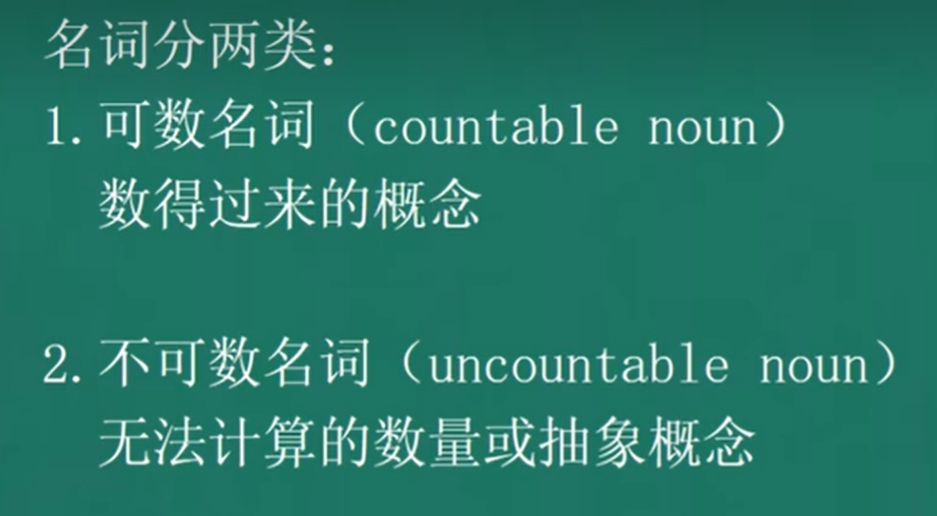 名词分两类：
1.可数名词（countable noun）
数得过来的概念
2.不可数名词（uncountable noun）
无法计算的数量或抽象概念